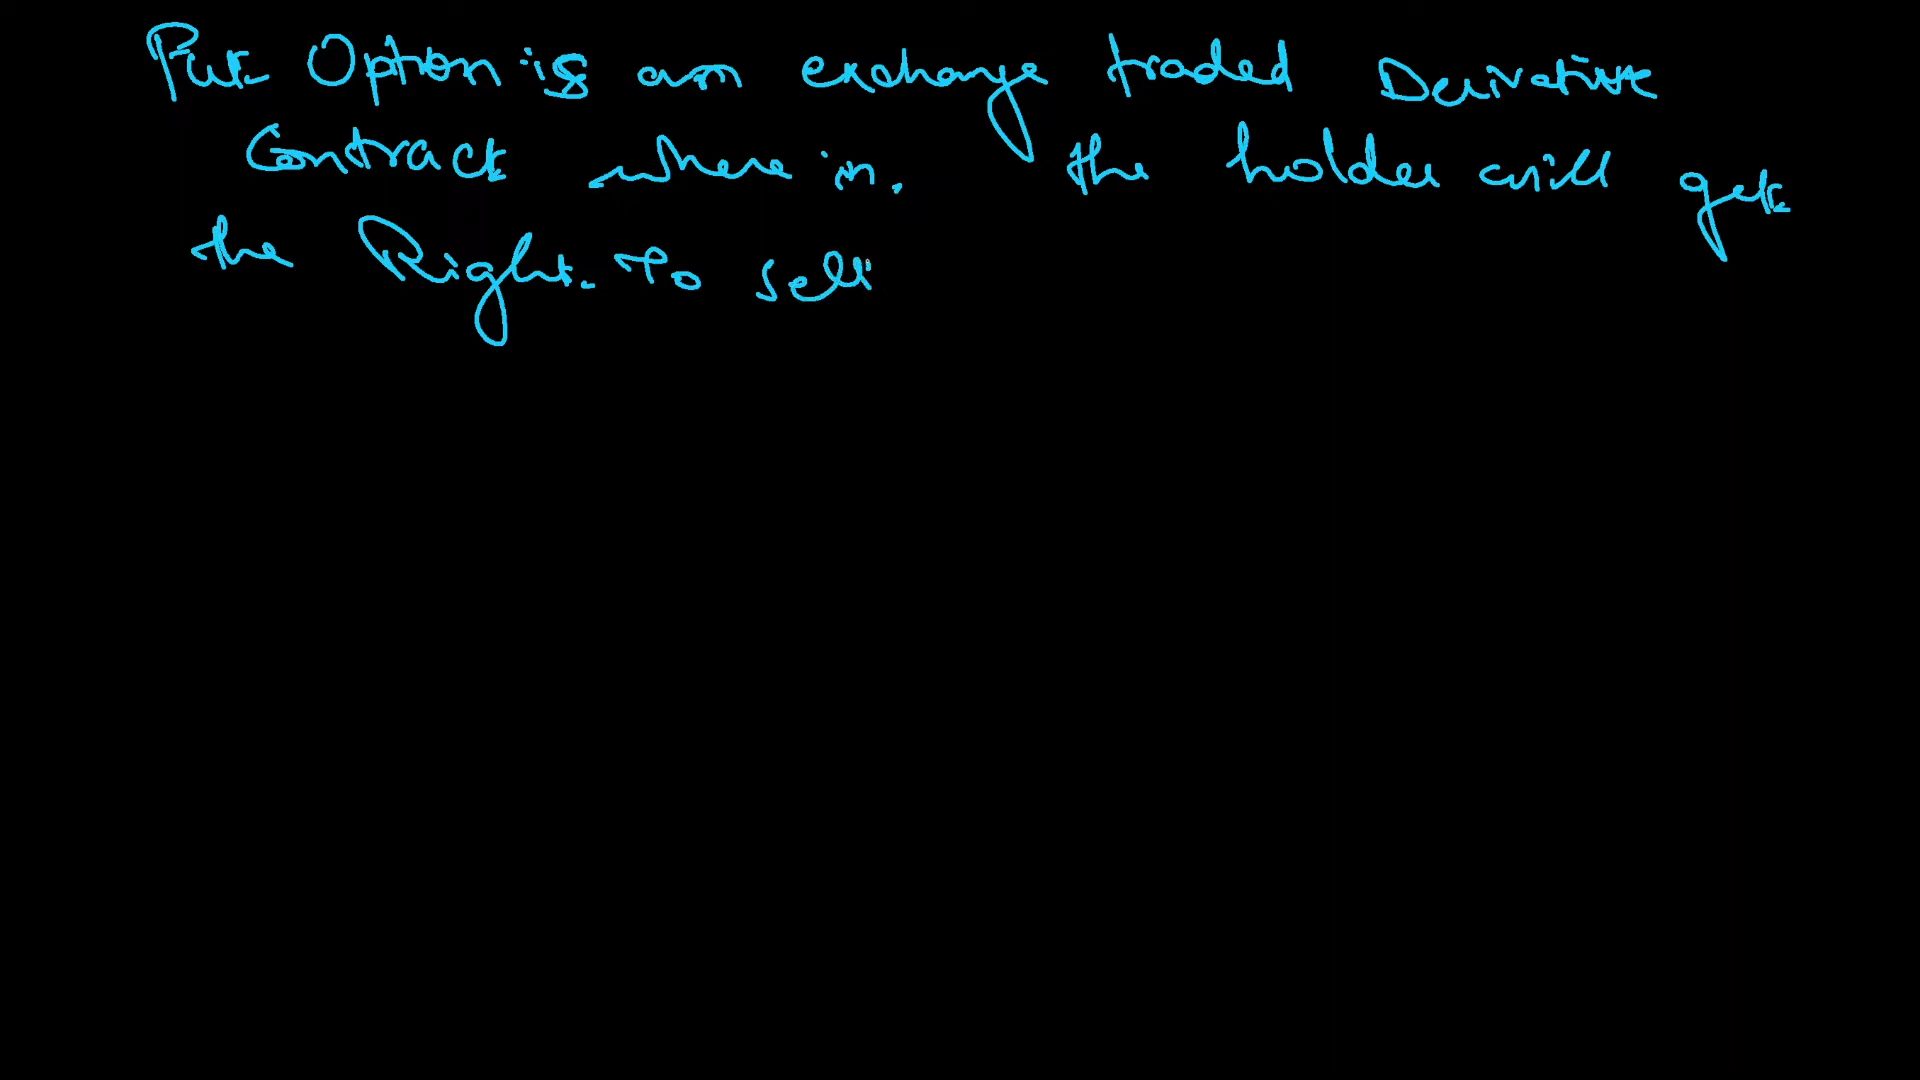 Put Option is an exchange traded Derivative
Contract where in. the holder will get
the Right. To sell